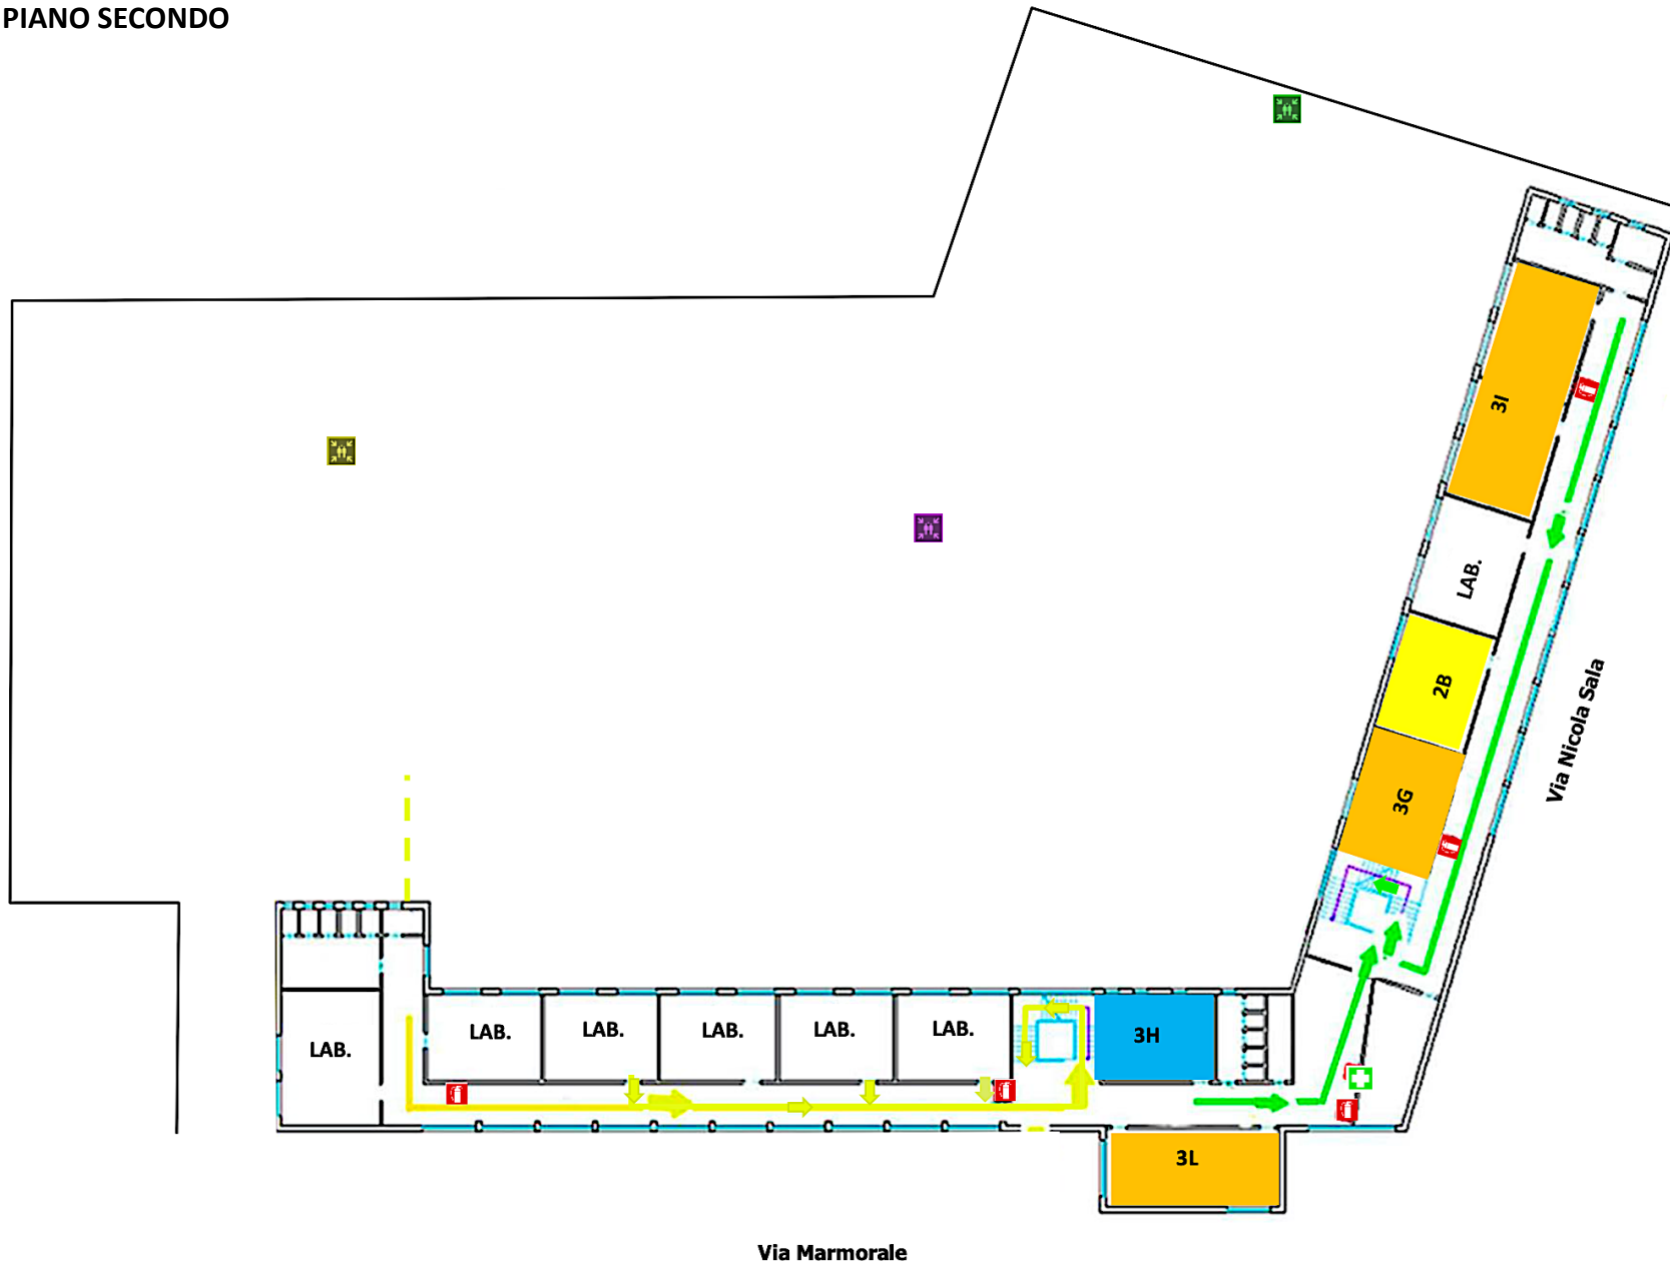 PIANO SECONDO
3I
LAB.
2B
Via Nicola Sala
3G
LAB.
LAB.
LAB.
LAB.
LAB.
LAB.
3H
3L
Via Marmorale